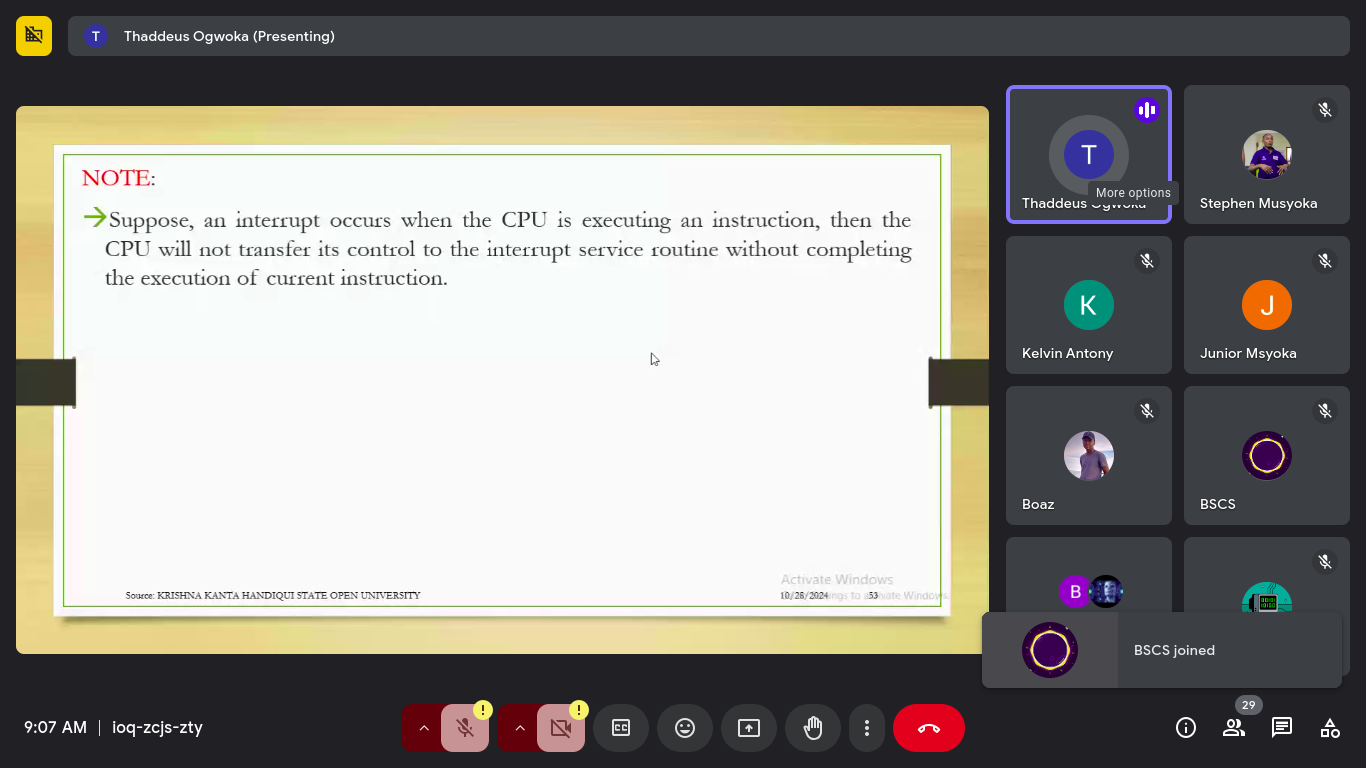 T Thaddeus Ogwoka (Presenting)
NOTE:
→Suppose, an interrupt occurs when the CPU is executing an instruction, then the
CPU will not transfer its control to the interrupt service routine without completing
the execution of current instruction.
Activate Windows
Source: KRISHNA KANTA HANDIQUI STATE OPEN UNIVERSITY
10/28/2024 53
to activate Windows.
T
More options
Thaddeus Ogwoka
Stephen Musyoka
K
Kelvin Antony
J
Junior Msyoka
Boaz
BSCS
B
BSCS joined
9:07 AM | ioq-zcjs-zty
29